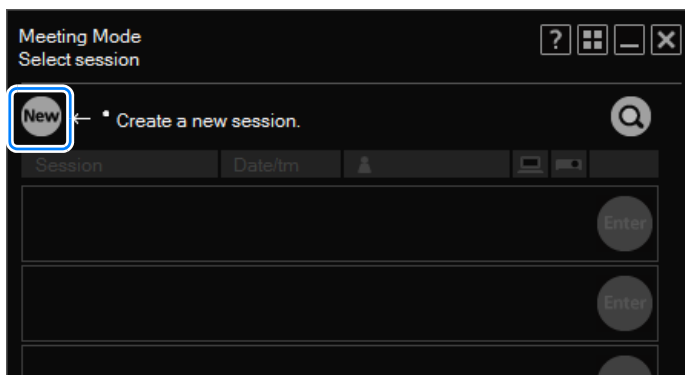 Meeting Mode
Select session
?
New ← • Create a new session.
Session Date/tm
Enter
Enter